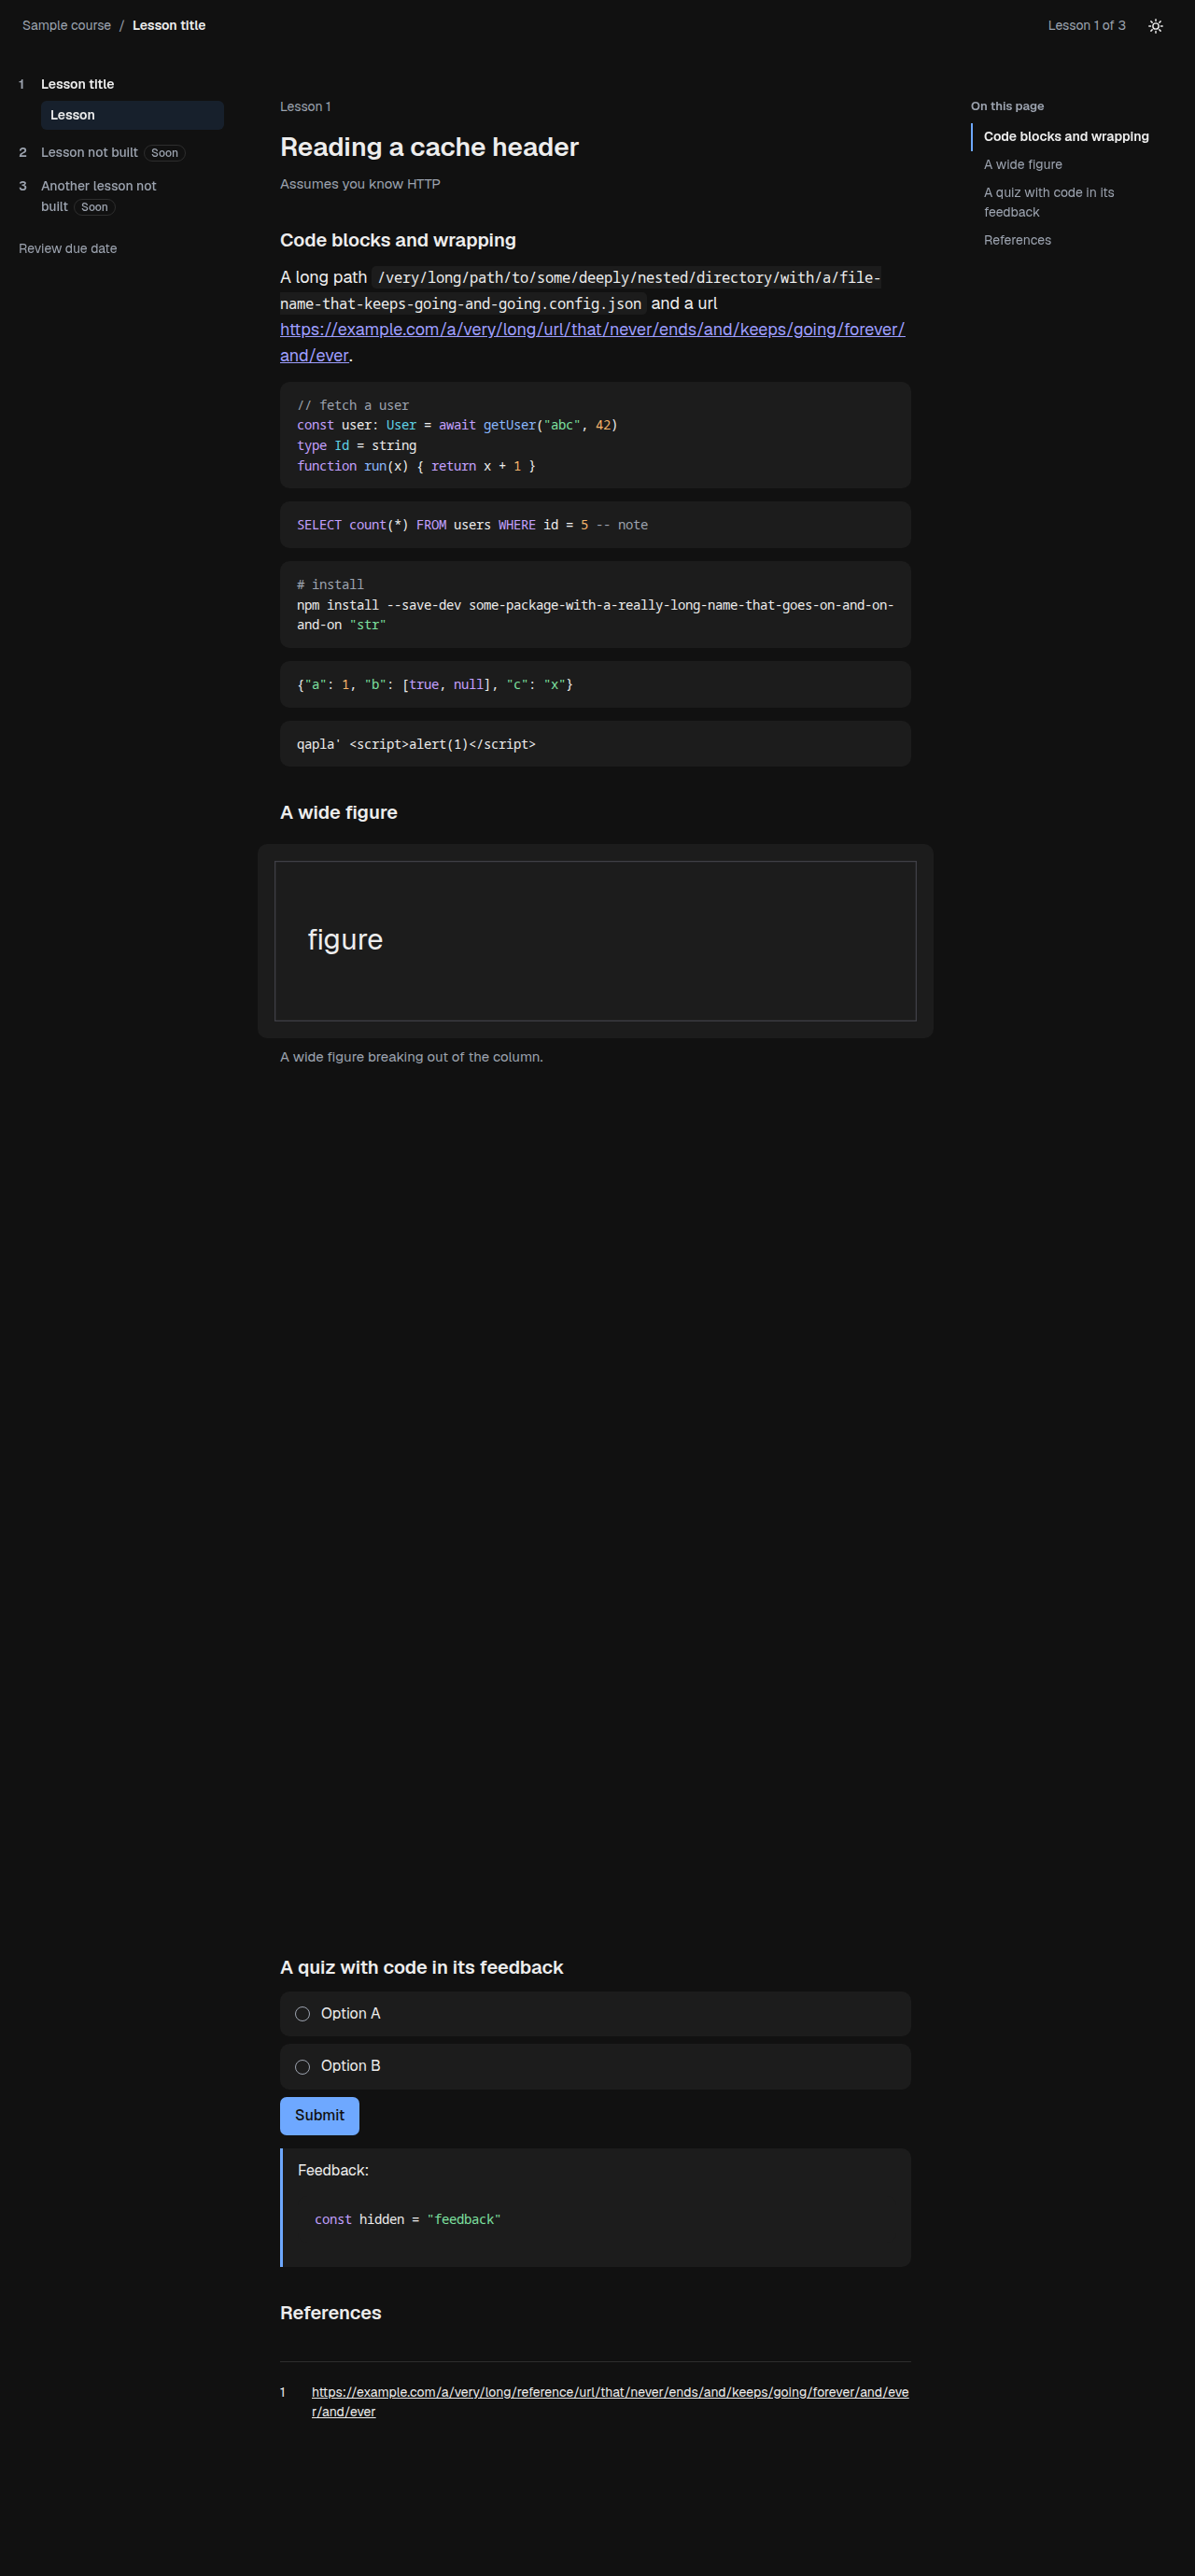 Sample course / Lesson title
Lesson 1 of 3
1 Lesson title
Lesson
2 Lesson not built Soon
3 Another lesson not
built Soon
Review due date
Lesson 1
Reading a cache header
Assumes you know HTTP
Code blocks and wrapping
A long path /very/long/path/to/some/deeply/nested/directory/with/a/file-
name-that-keeps-going-and-going.config.json and a url
https://example.com/a/very/long/url/that/never/ends/and/keeps/going/forever/
and/ever.
// fetch a user
const user: User = await getUser("abc", 42)
type Id = string
function run(x) { return x + 1 }
SELECT count(*) FROM users WHERE id = 5 -- note
# install
npm install --save-dev some-package-with-a-really-long-name-that-goes-on-and-on-
and-on "str"
{"a": 1, "b": [true, null], "c": "x"}
qapla' <script>alert(1)</script>
A wide figure
figure
A wide figure breaking out of the column.
A quiz with code in its feedback
Option A
Option B
Submit
Feedback:
const hidden = "feedback"
References
1 https://example.com/a/very/long/reference/url/that/never/ends/and/keeps/going/forever/and/eve
r/and/ever
On this page
Code blocks and wrapping
A wide figure
A quiz with code in its
feedback
References